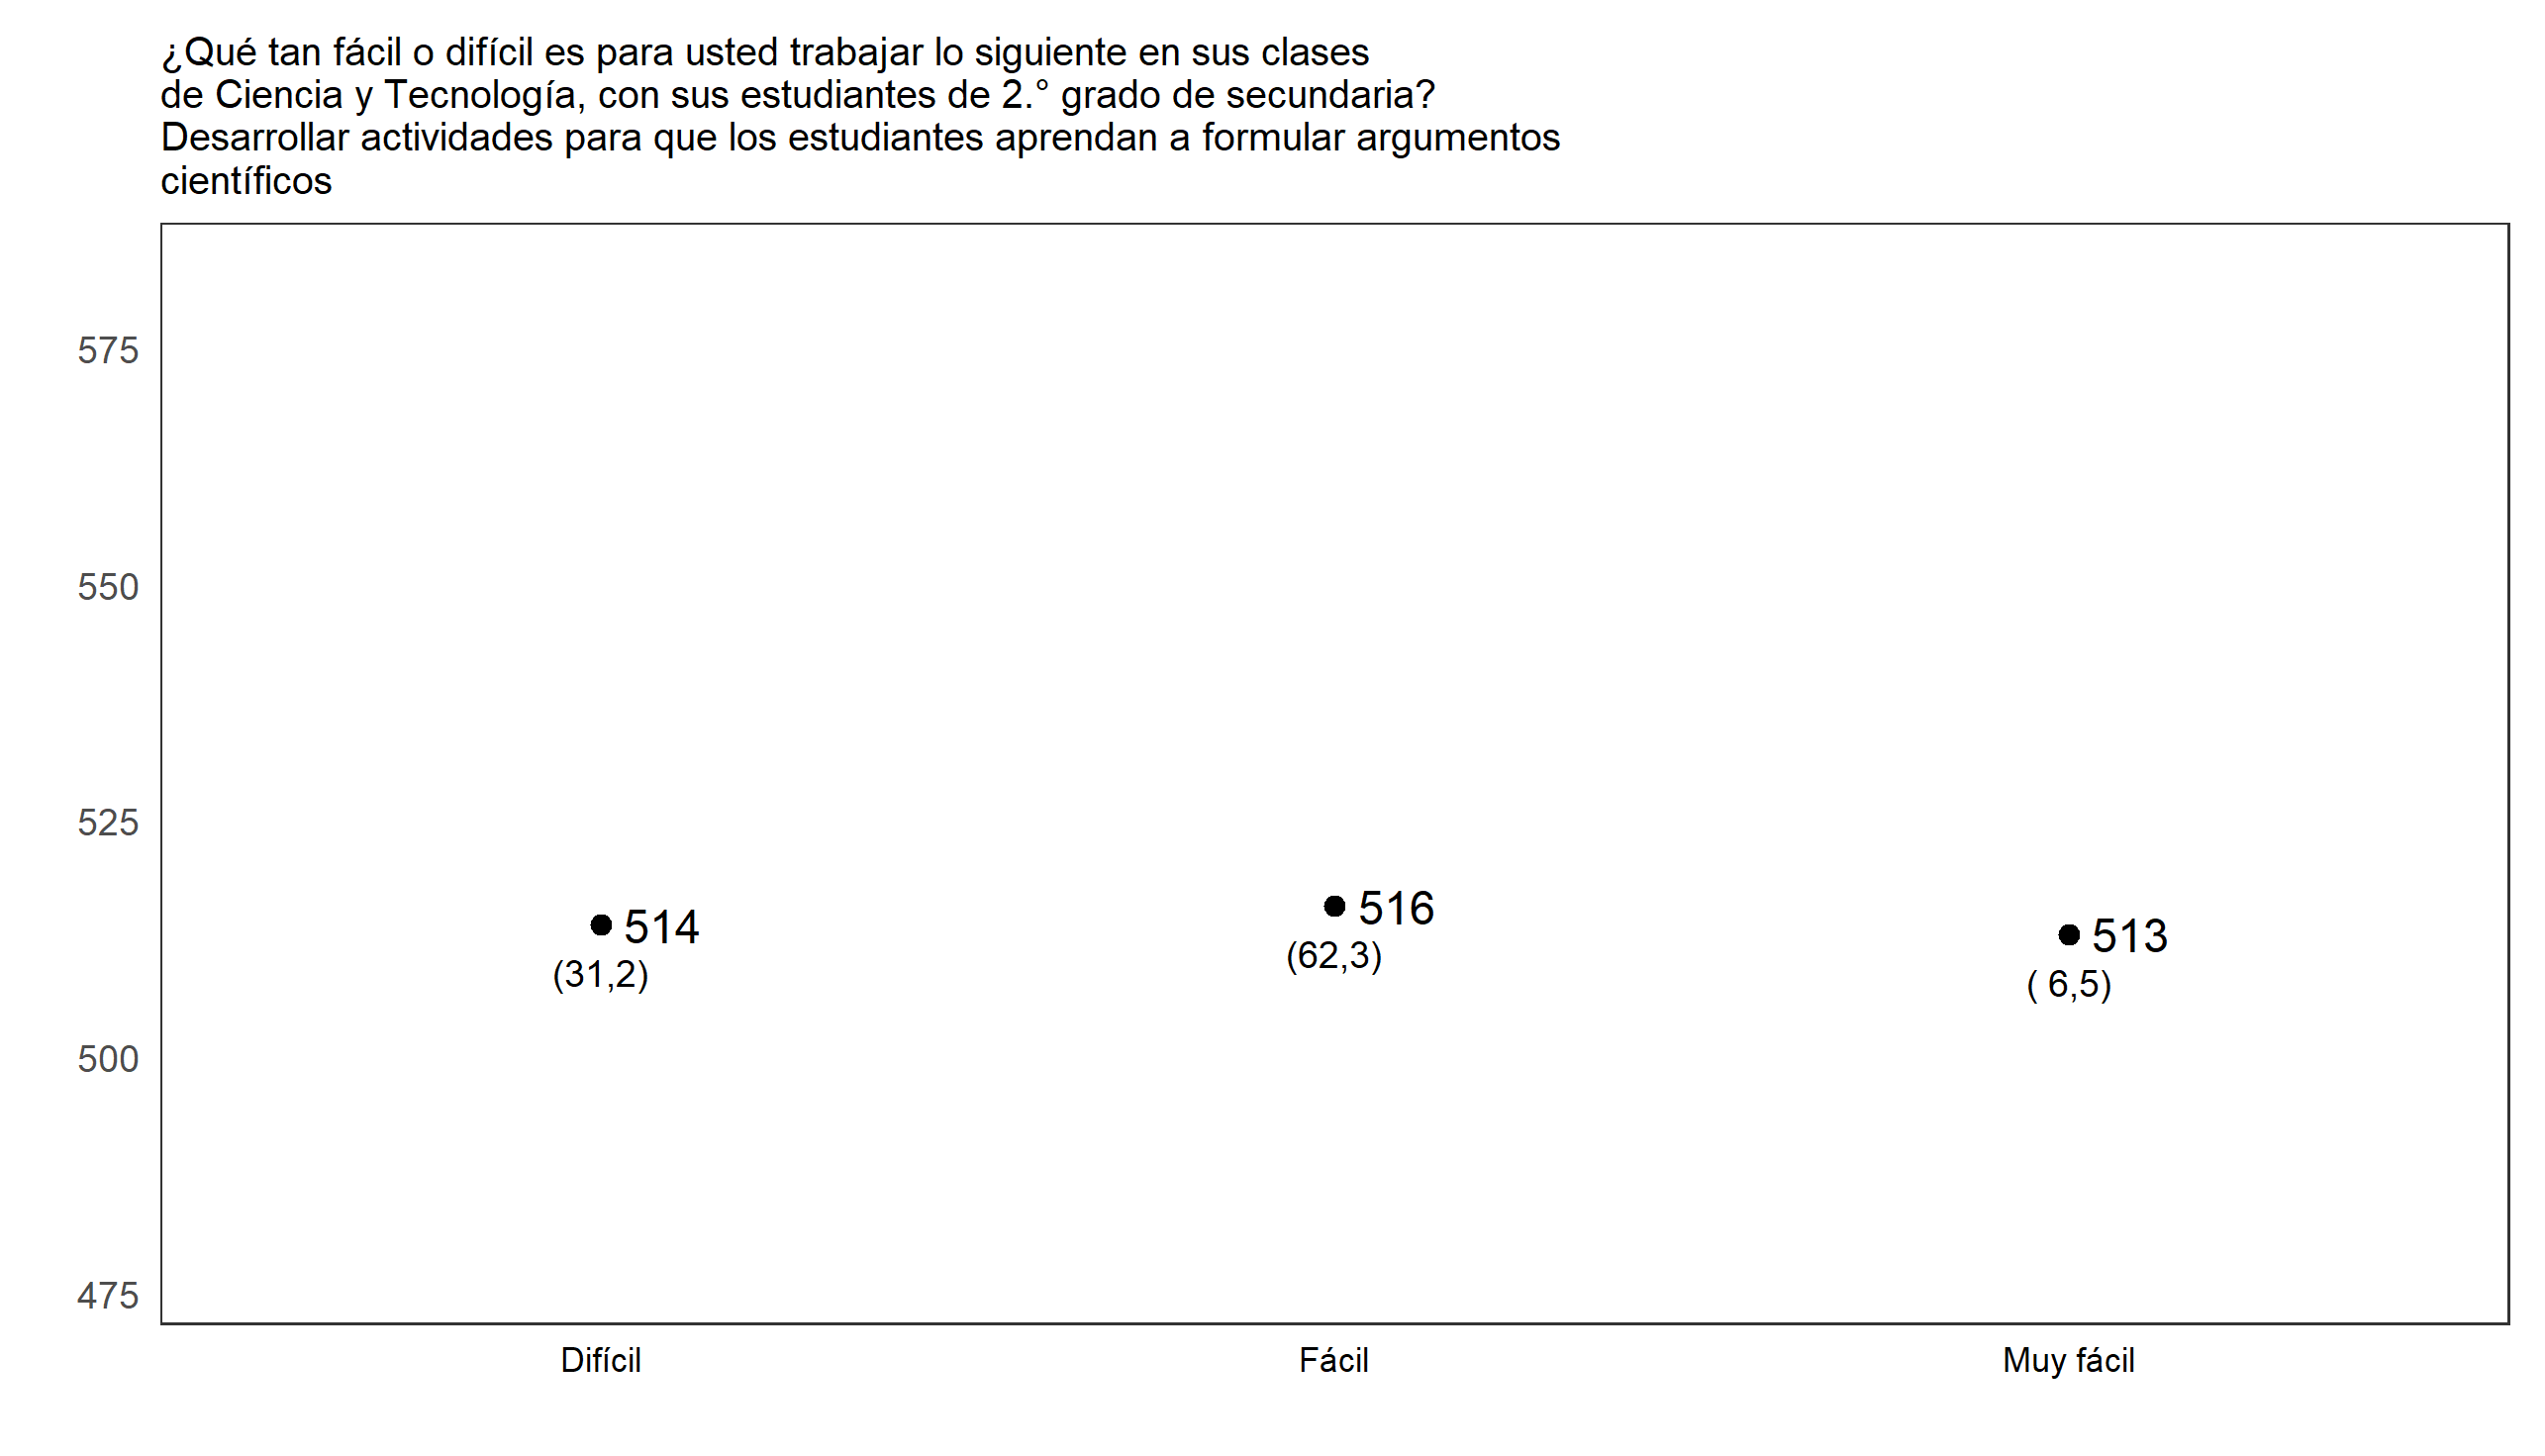 ¿Qué tan fácil o difícil es para usted trabajar lo siguiente en sus clases
de Ciencia y Tecnología, con sus estudiantes de 2.° grado de secundaria?
Desarrollar actividades para que los estudiantes aprendan a formular argumentos
científicos
575
550
525
500
475
514
(31,2)
516
(62,3)
513
( 6,5)
Difícil
Fácil
Muy fácil